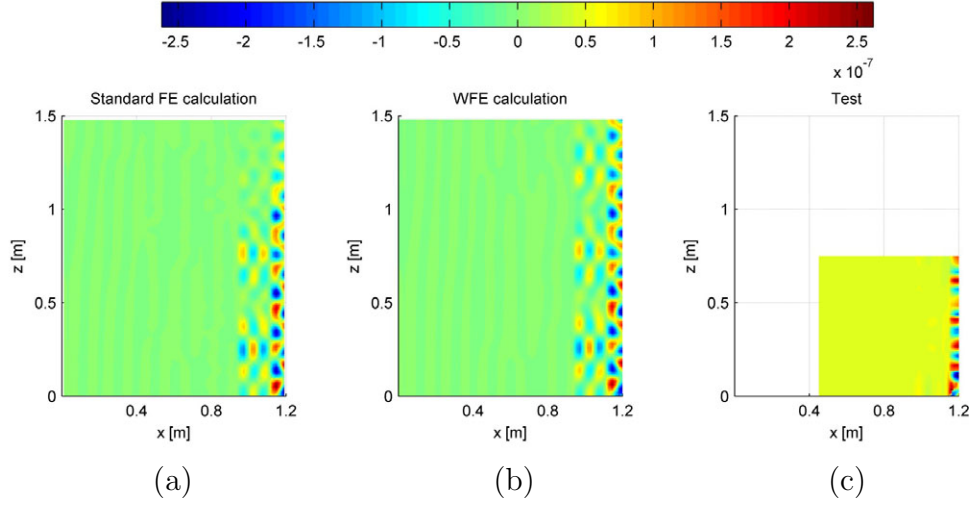 -2.5 -2 -1.5 -1 -0.5 0 0.5 1 1.5 2 2.5
x 10⁻⁷
Standard FE calculation WFE calculation Test
1.5 1.5 1.5
1 1 1
z [m] z [m] z [m]
0.5 0.5 0.5
0 0 0
0.4 0.8 1.2 0.4 0.8 1.2 0.4 0.8 1.2
x [m] x [m] x [m]
(a) (b) (c)